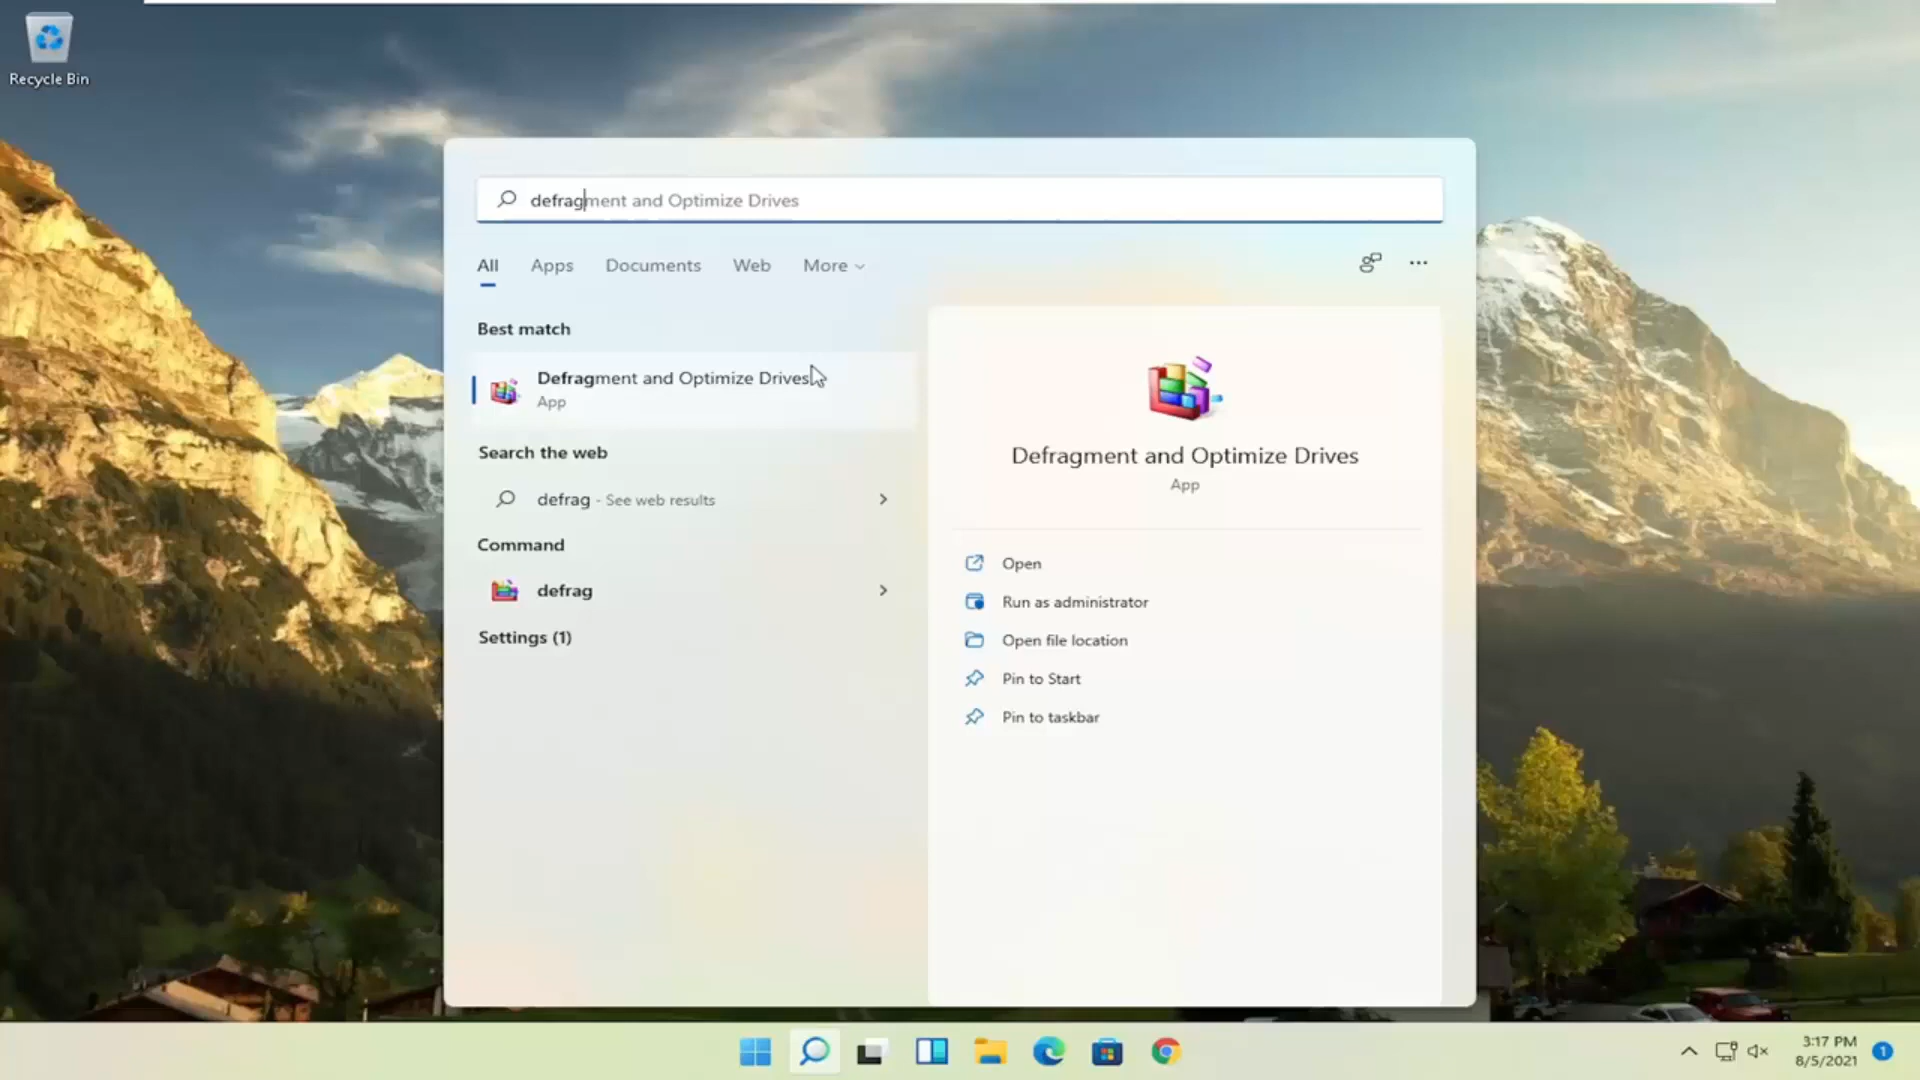 Recycle Bin
defragment and Optimize Drives
All Apps Documents Web More
Best match
Defragment and Optimize Drives
App
Search the web
defrag - See web results
Command
defrag
Settings (1)
Defragment and Optimize Drives
App
Open
Run as administrator
Open file location
Pin to Start
Pin to taskbar
3:17 PM
8/5/2021
1